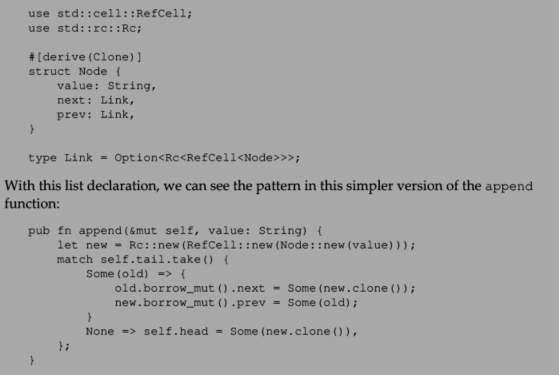 use std::cell::RefCell;
use std::rc::Rc;
#[derive(Clone)]
struct Node {
    value: String,
    next: Link,
    prev: Link,
}
type Link = Option<Rc<RefCell<Node>>>;
With this list declaration, we can see the pattern in this simpler version of the append
function:
pub fn append(&mut self, value: String) {
    let new = Rc::new(RefCell::new(Node::new(value)));
    match self.tail.take() {
        Some(old) => {
            old.borrow_mut().next = Some(new.clone());
            new.borrow_mut().prev = Some(old);
        }
        None => self.head = Some(new.clone()),
    };
}